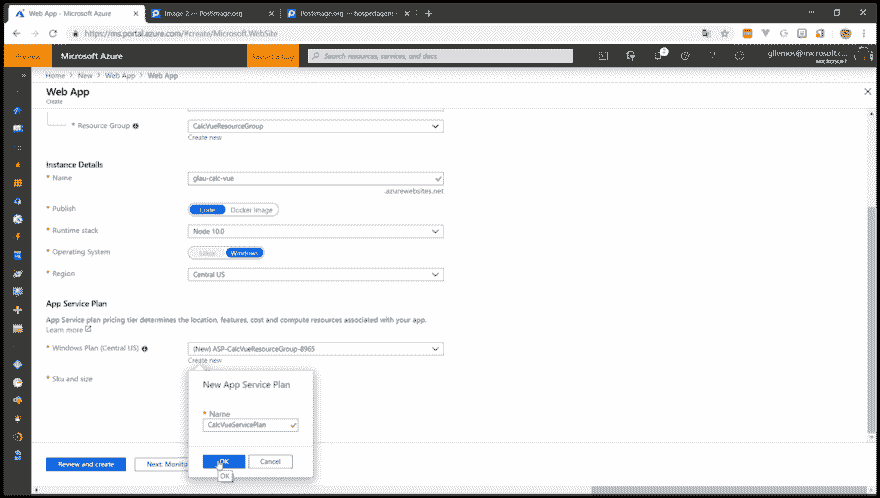 Web App - Microsoft Azure
Image 2 — Postimage.org
Postimage.org — hospedagem
https://ms.portal.azure.com/#create/Microsoft.WebSite
Preview
Microsoft Azure
Search resources, services, and docs
2
gllemos@microsoft.c...
Home > New > Web App > Web App
Web App
Create
* Resource Group
CalcVueResourceGroup
Create new
Instance Details
* Name
glau-calc-vue
.azurewebsites.net
* Publish
Code Docker Image
* Runtime stack
Node 10.0
* Operating System
Windows
* Region
Central US
App Service Plan
App Service plan pricing tier determines the location, features, cost and compute resources associated with your app.
Learn more
* Windows Plan (Central US)
(New) ASP-CalcVueResourceGroup-8965
Create new
* Sku and size
New App Service Plan
* Name
CalcVueServicePlan
OK Cancel
OK
Review and create
Next: Monito